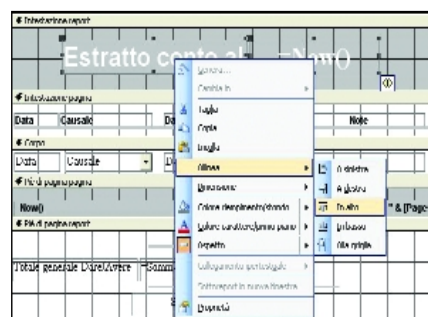 Intestazione report
Estratto conto al =Now()
Intestazione pagina
Data Causale Da Note
Corpo
Data Causale D
Piè di pagina pagina
=Now() " & [Page
Piè di pagina report
Totale generale Dare/Avere =Somm
Genera...
Cambia in
Taglia
Copia
Incolla
Allinea
Dimensione
Colore riempimento/sfondo
Colore carattere/primo piano
Aspetto
Collegamento ipertestuale
Sottoreport in nuova finestra
Proprietà
A sinistra
A destra
In alto
In basso
Alla griglia